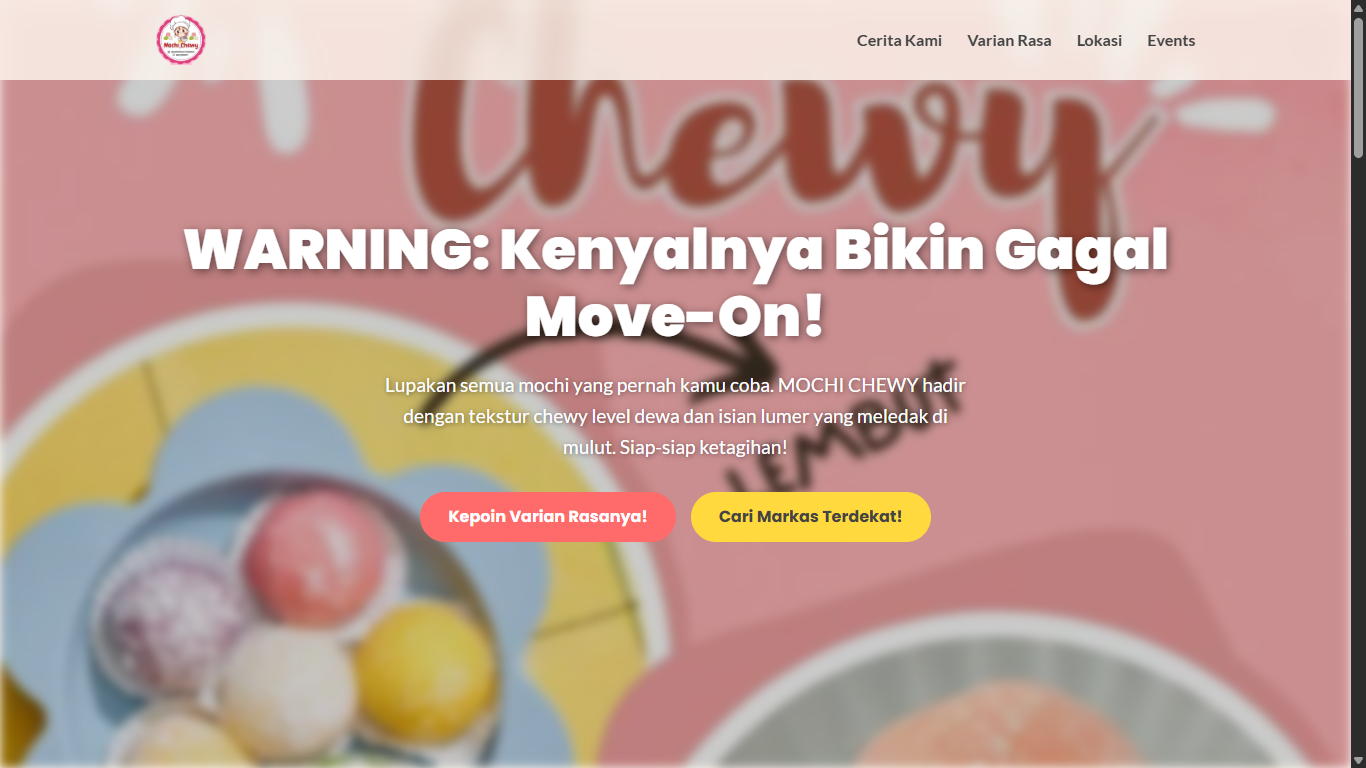 Mochi Chewy
Cerita Kami
Varian Rasa
Lokasi
Events
Chewy
WARNING: Kenyalnya Bikin Gagal
Move-On!
Lupakan semua mochi yang pernah kamu coba. MOCHI CHEWY hadir
dengan tekstur chewy level dewa dan isian lumer yang meledak di
mulut. Siap-siap ketagihan!
LEMBUT
Kepoin Varian Rasanya!
Cari Markas Terdekat!